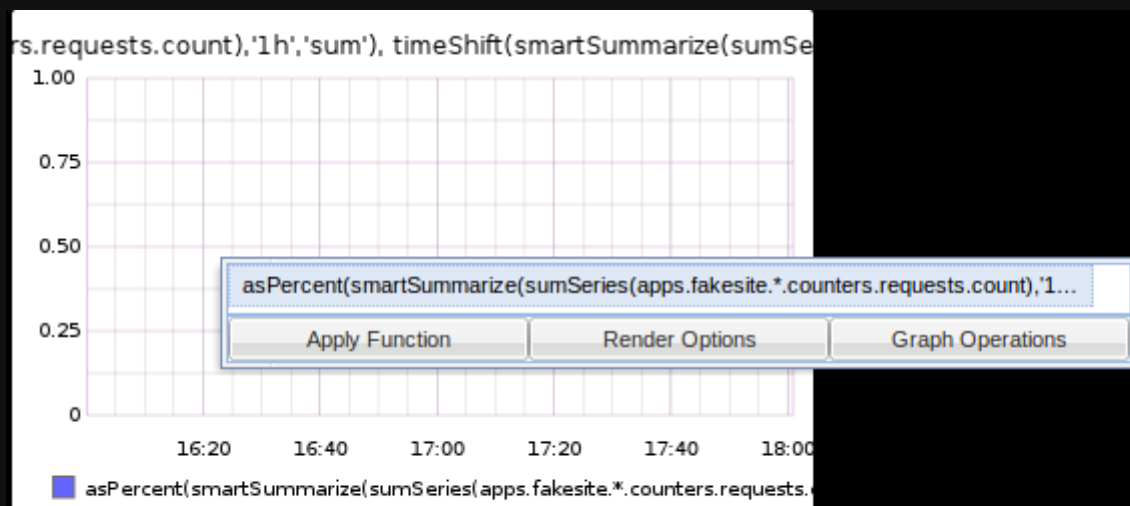 rs.requests.count),'1h','sum'), timeShift(smartSummarize(sumSe
1.00
0.75
0.50
asPercent(smartSummarize(sumSeries(apps.fakesite.*.counters.requests.count),'1...
Apply Function Render Options Graph Operations
0.25
0
16:20 16:40 17:00 17:20 17:40 18:00
asPercent(smartSummarize(sumSeries(apps.fakesite.*.counters.requests.